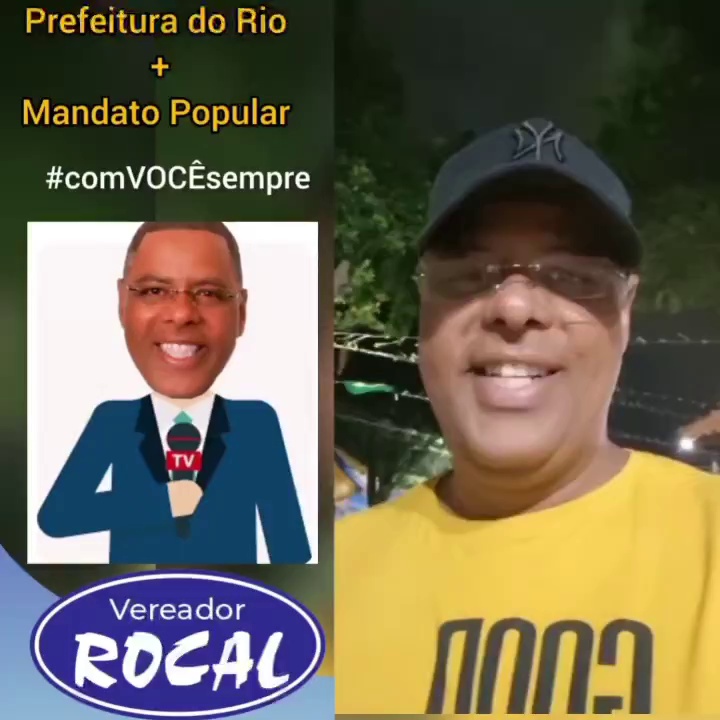 Prefeitura do Rio
+
Mandato Popular
#comVOCÊsempre
TV
Vereador
ROCAL